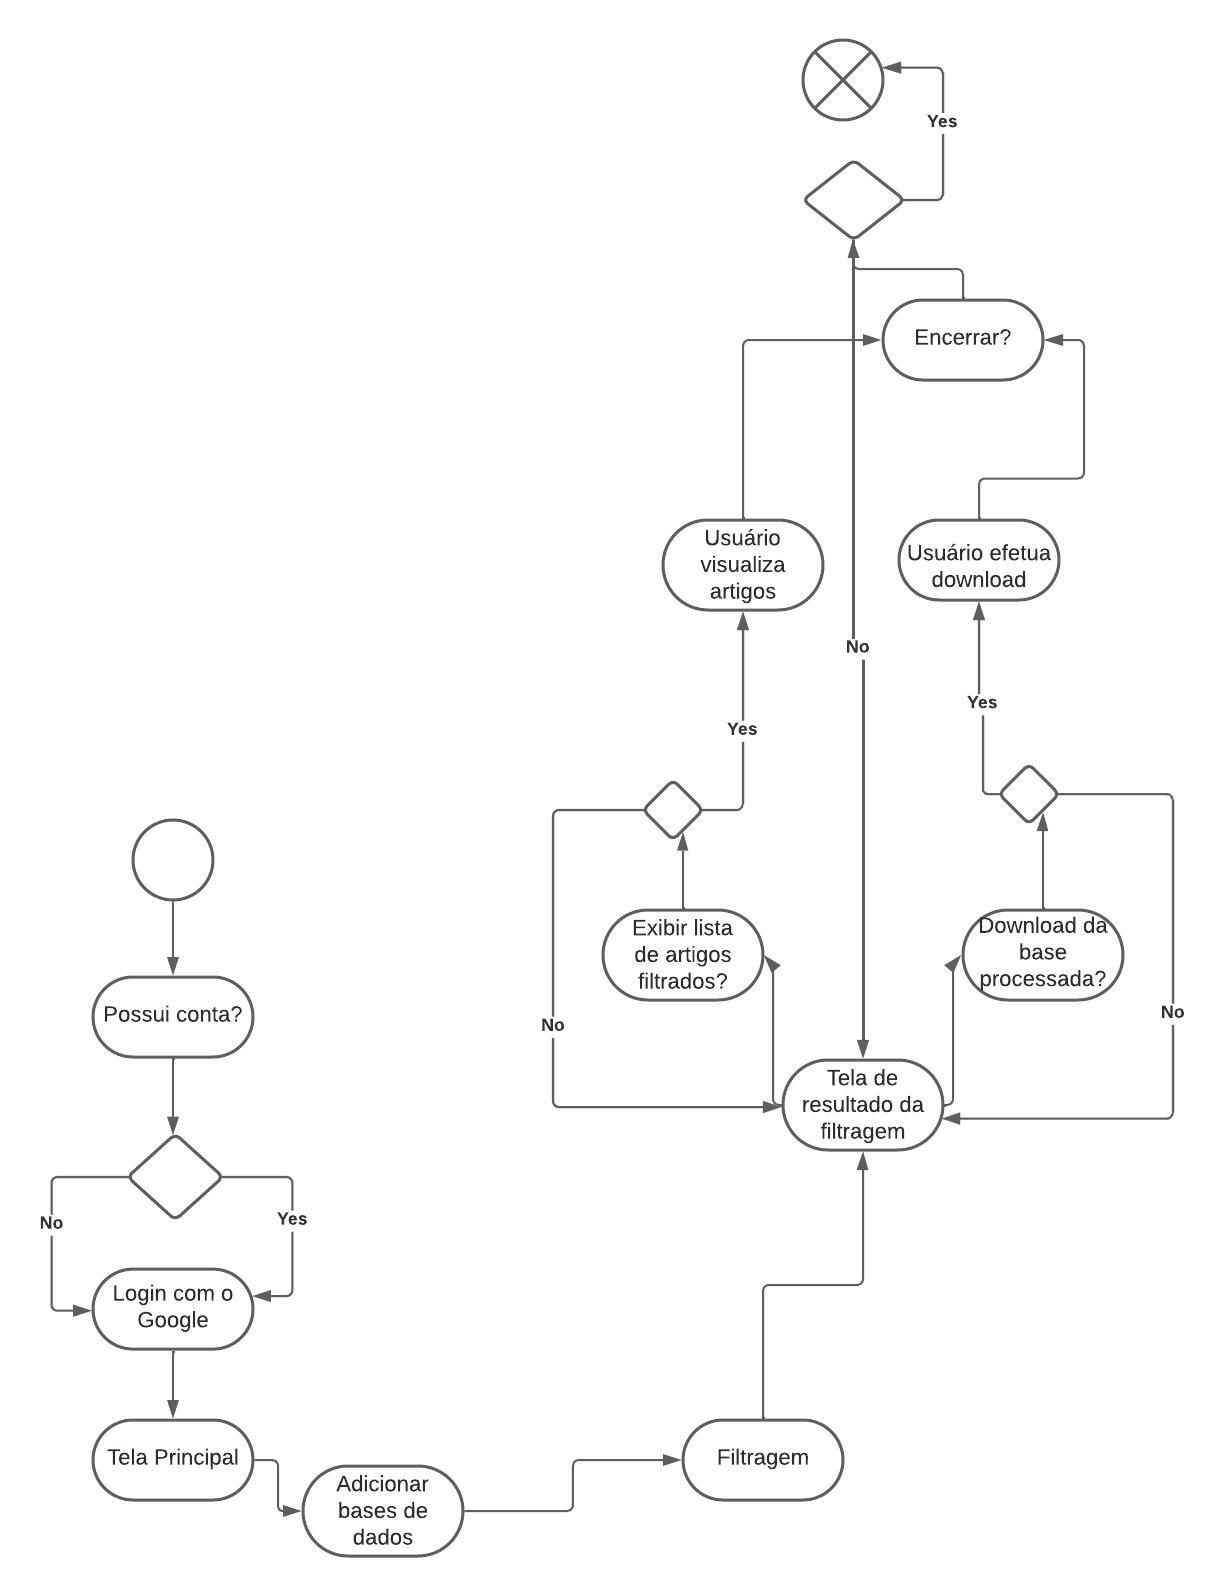 Yes
Encerrar?
Usuário
visualiza
artigos
Usuário efetua
download
No
Yes
Yes
Exibir lista
de artigos
filtrados?
Download da
base
processada?
No
No
Tela de
resultado da
filtragem
Possui conta?
No
Yes
Login com o
Google
Tela Principal
Adicionar
bases de
dados
Filtragem